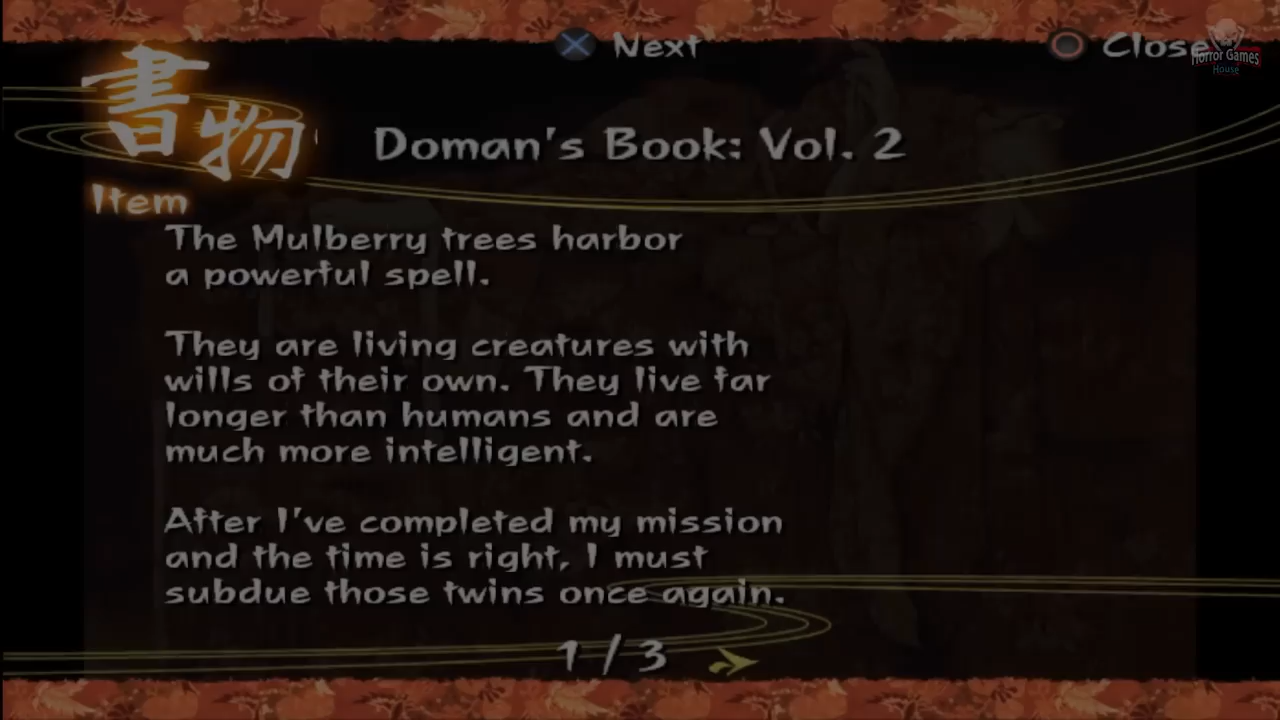 Next
Close
Horror Games
House
書物
Item
Doman's Book: Vol. 2
The Mulberry trees harbor
a powerful spell.
They are living creatures with
wills of their own. They live far
longer than humans and are
much more intelligent.
After I've completed my mission
and the time is right, I must
subdue those twins once again.
1 / 3